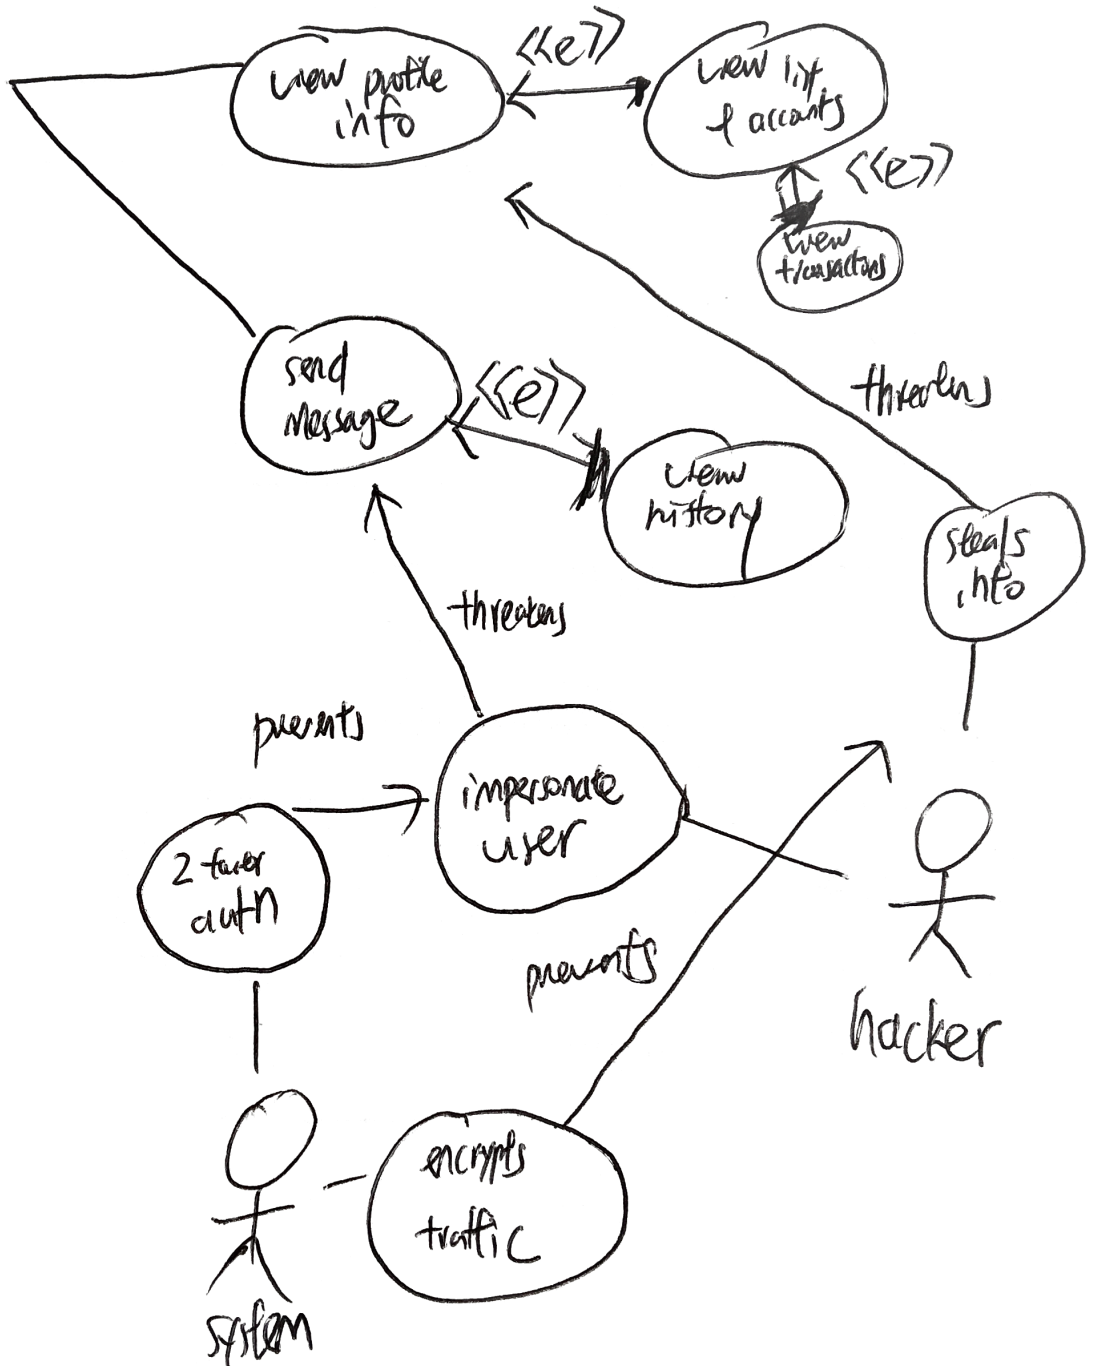 view profile
info
<<e>>
view list
of accounts
<<e>>
view
transactions
threatens
send
message
<<e>>
view
history
steals
info
threatens
prevents
impersonate
user
2 factor
auth
prevents
hacker
encrypts
traffic
system